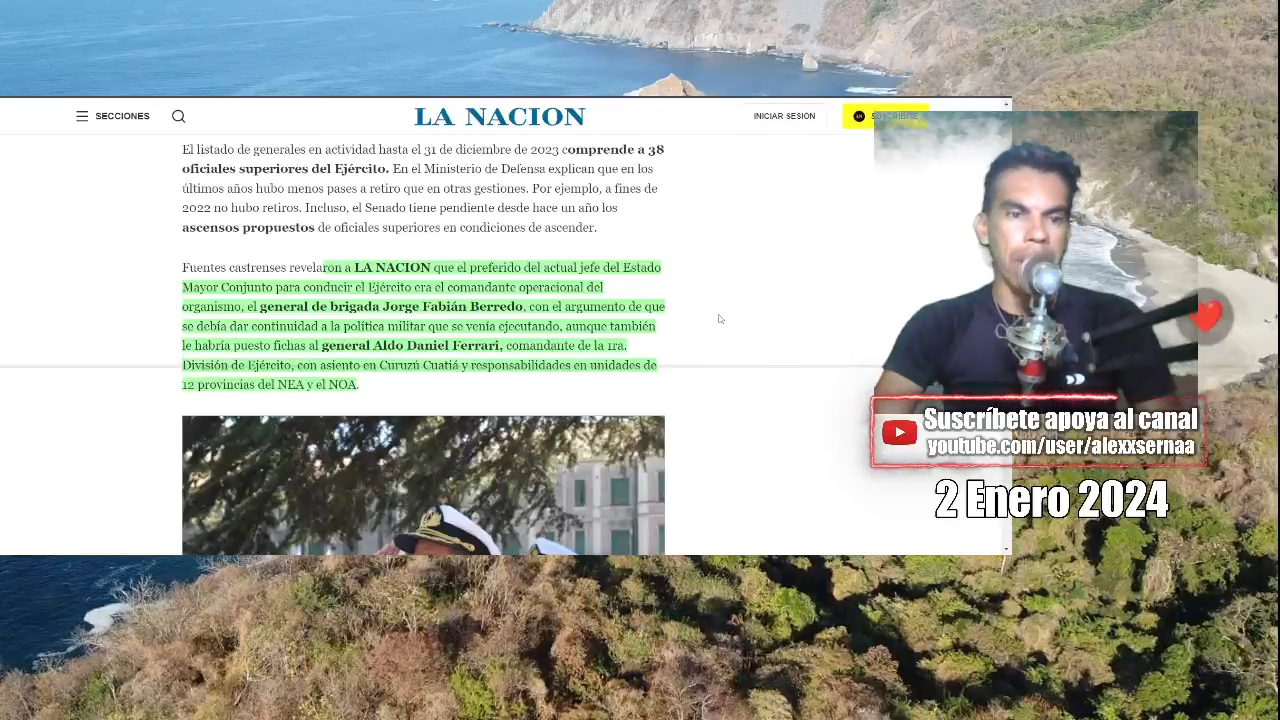 SECCIONES
LA NACION
INICIAR SESIÓN
SUSCRIBITE
El listado de generales en actividad hasta el 31 de diciembre de 2023 comprende a 38
oficiales superiores del Ejército. En el Ministerio de Defensa explican que en los
últimos años hubo menos pases a retiro que en otras gestiones. Por ejemplo, a fines de
2022 no hubo retiros. Incluso, el Senado tiene pendiente desde hace un año los
ascensos propuestos de oficiales superiores en condiciones de ascender.
Fuentes castrenses revelaron a LA NACION que el preferido del actual jefe del Estado
Mayor Conjunto para conducir el Ejército era el comandante operacional del
organismo, el general de brigada Jorge Fabián Berredo, con el argumento de que
se debía dar continuidad a la política militar que se venía ejecutando, aunque también
le habría puesto fichas al general Aldo Daniel Ferrari, comandante de la 1ra.
División de Ejército, con asiento en Curuzú Cuatiá y responsabilidades en unidades de
12 provincias del NEA y el NOA.
Suscríbete apoya al canal
youtube.com/user/alexxsernaa
2 Enero 2024